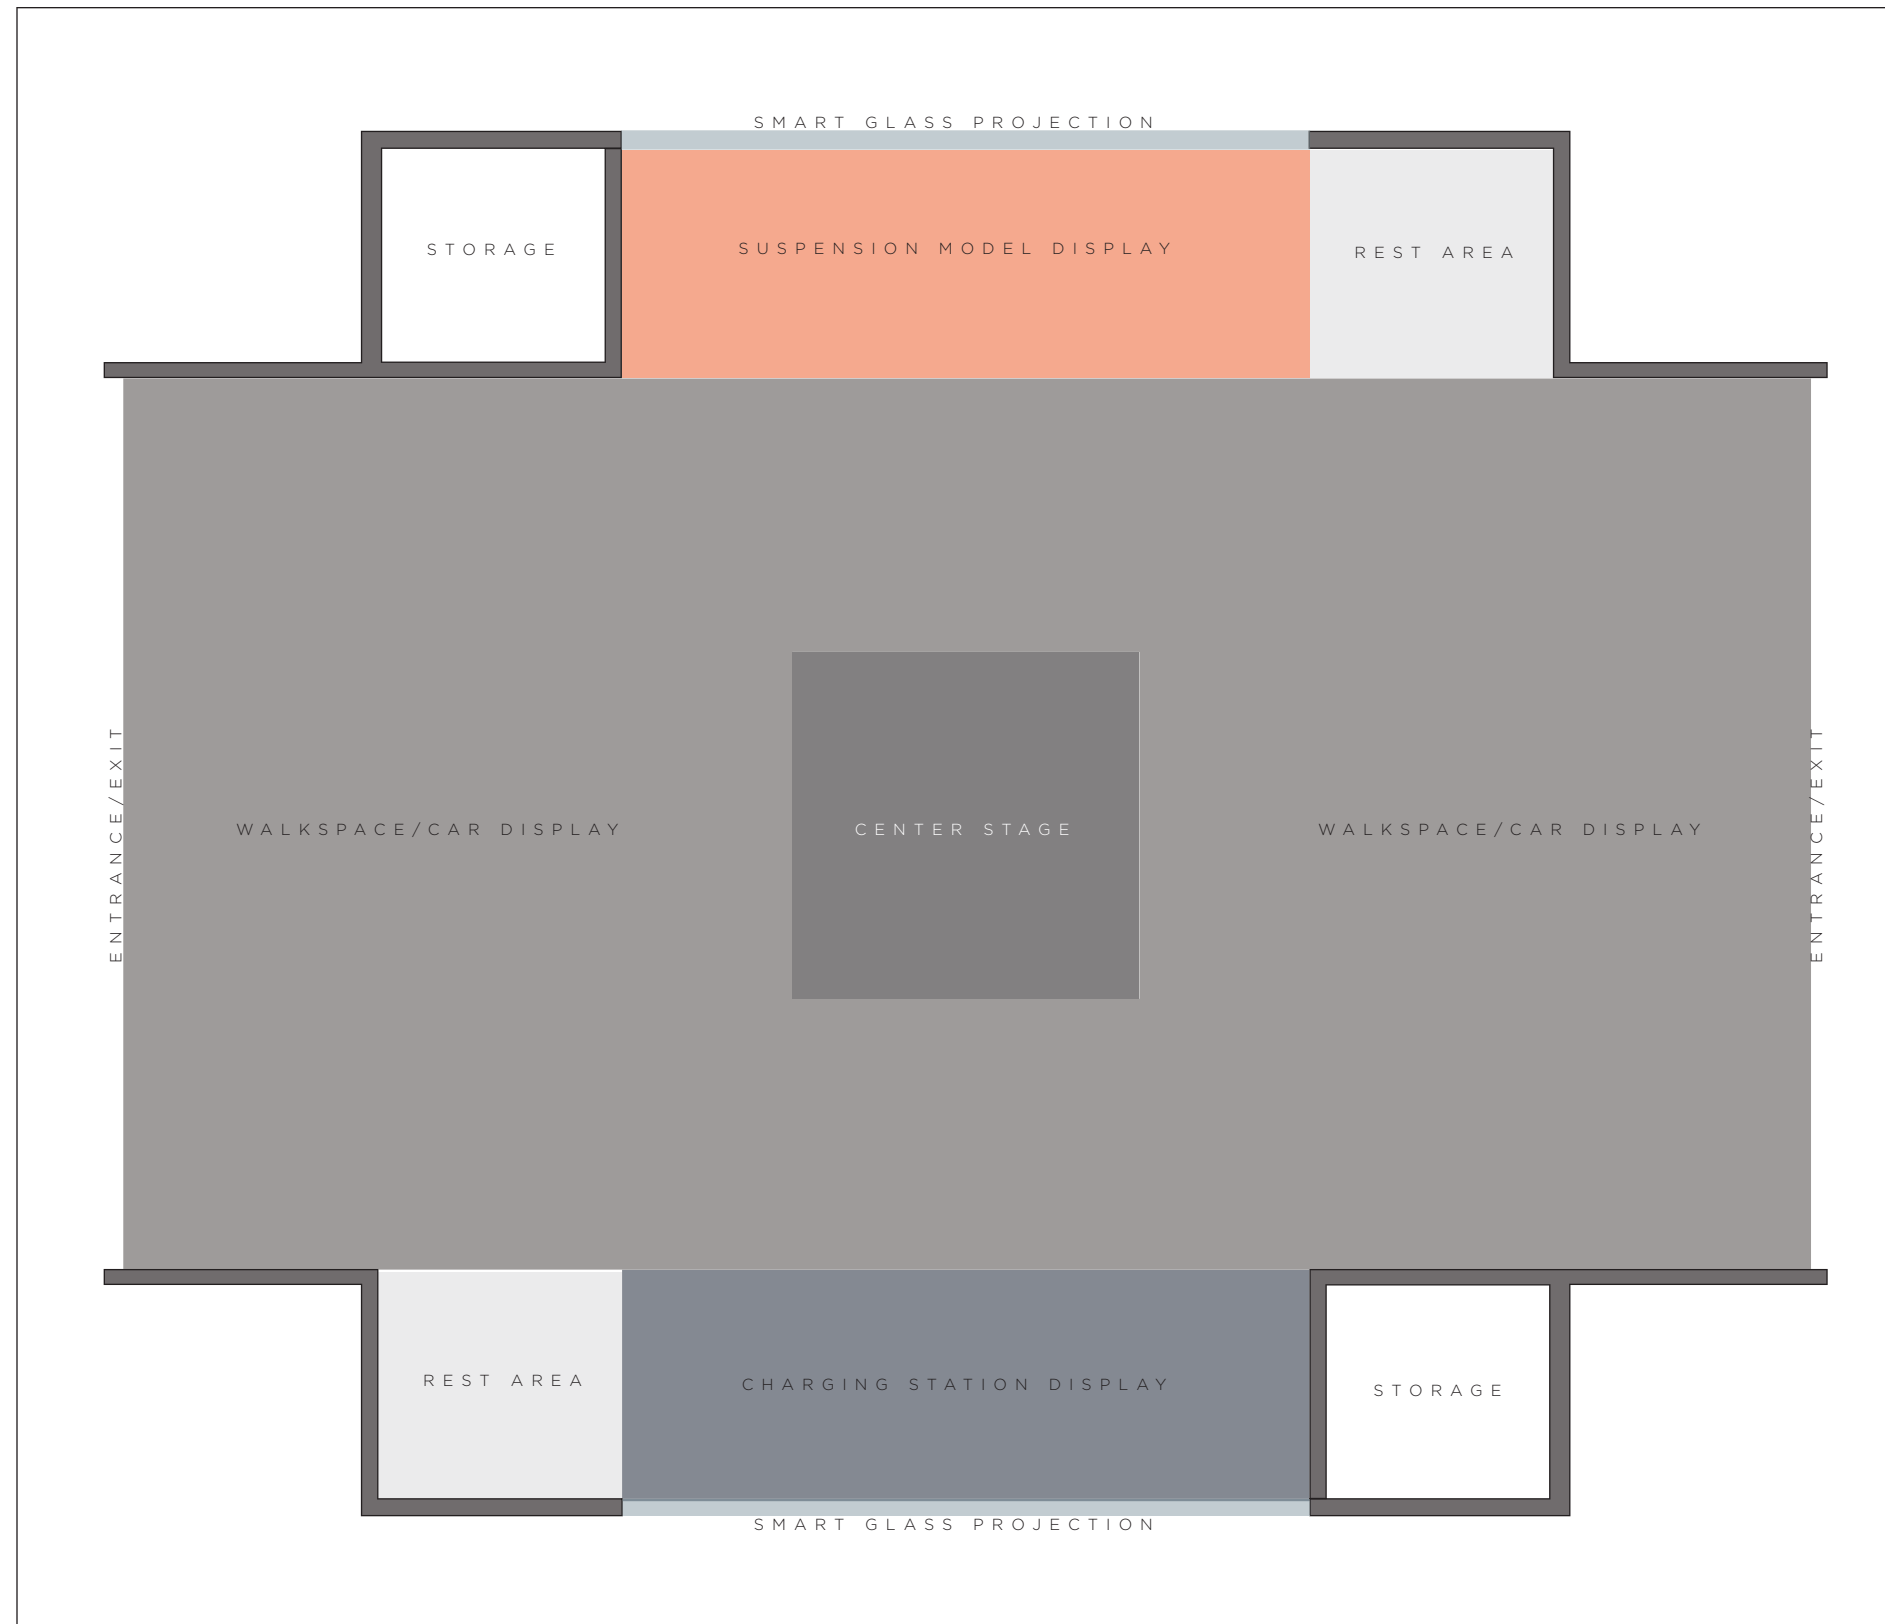 SMART GLASS PROJECTION
STORAGE
SUSPENSION MODEL DISPLAY
REST AREA
ENTRANCE/EXIT
WALKSPACE/CAR DISPLAY
CENTER STAGE
WALKSPACE/CAR DISPLAY
ENTRANCE/EXIT
REST AREA
CHARGING STATION DISPLAY
STORAGE
SMART GLASS PROJECTION